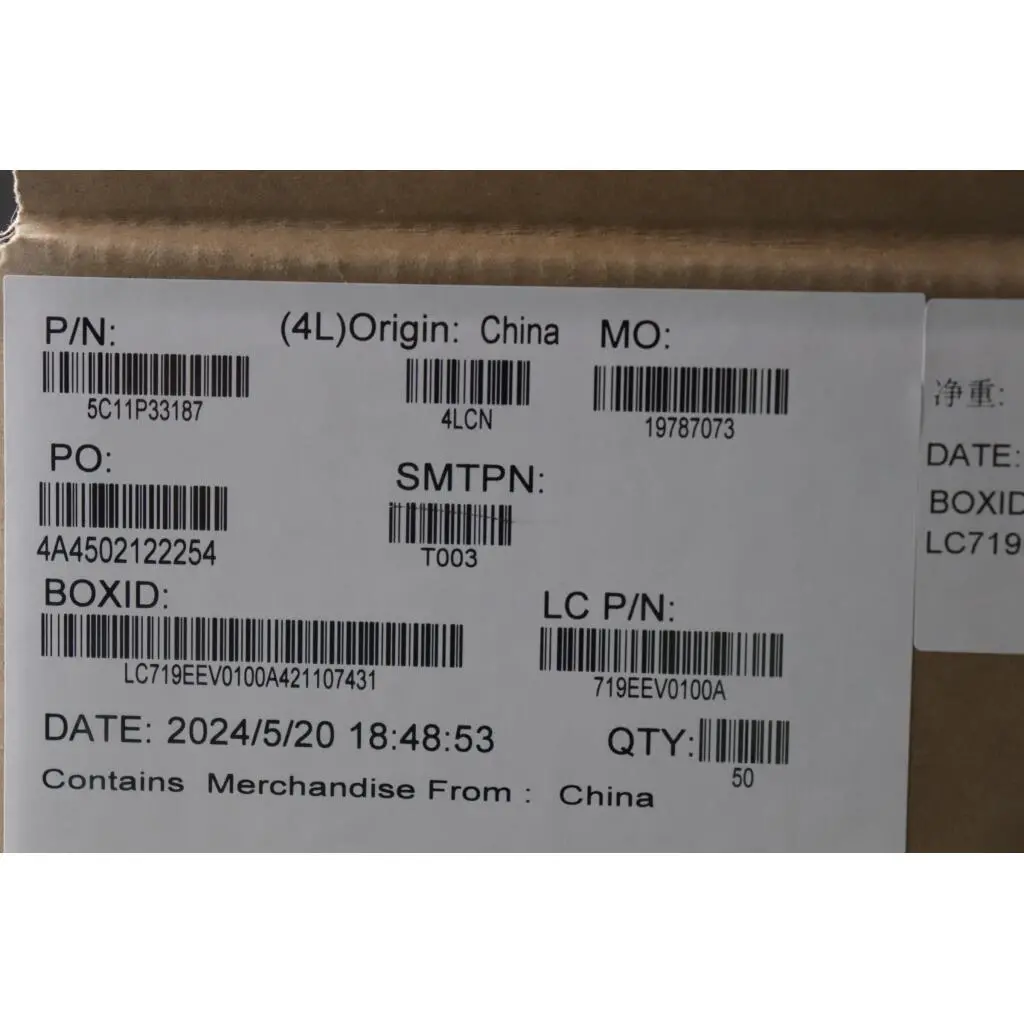 P/N: (4L)Origin: China MO:
5C11P33187 4LCN 19787073
PO: SMTPN:
4A4502122254 T003
BOXID: LC P/N:
LC719EEV0100A421107431 719EEV0100A
DATE: 2024/5/20 18:48:53 QTY:
50
Contains Merchandise From : China
净重:
DATE:
BOXID
LC719